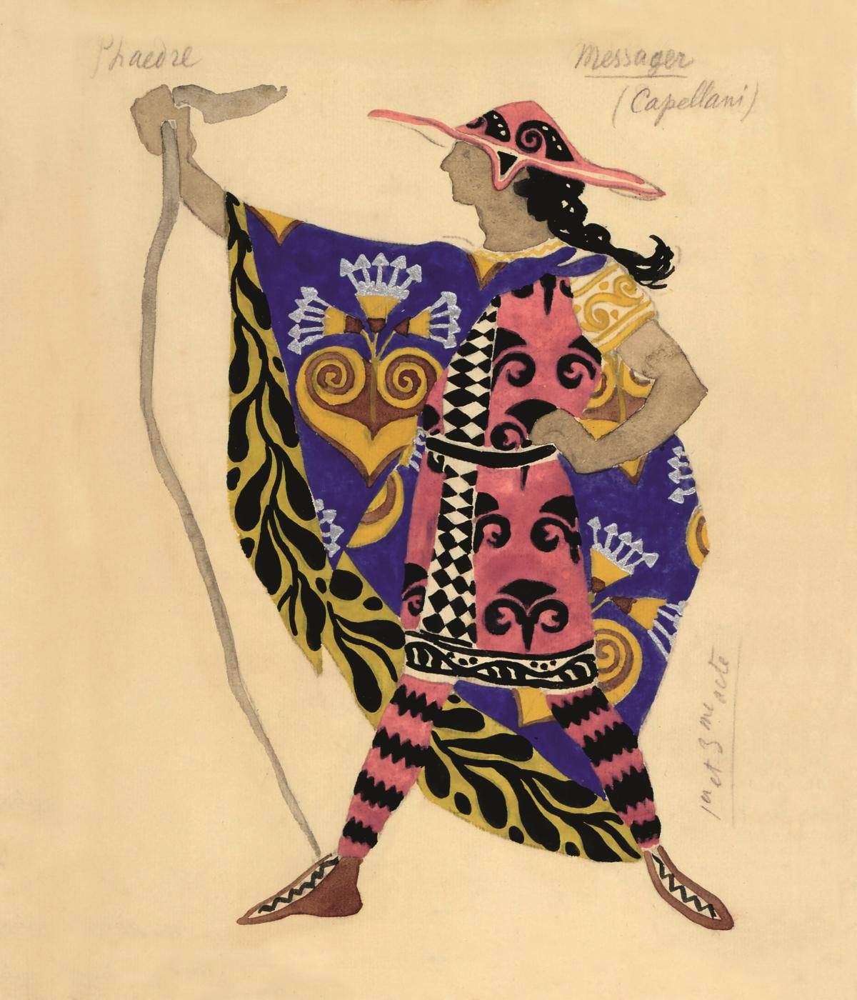 Phaedre
Messager
(Capellani)
1er et 3me acte